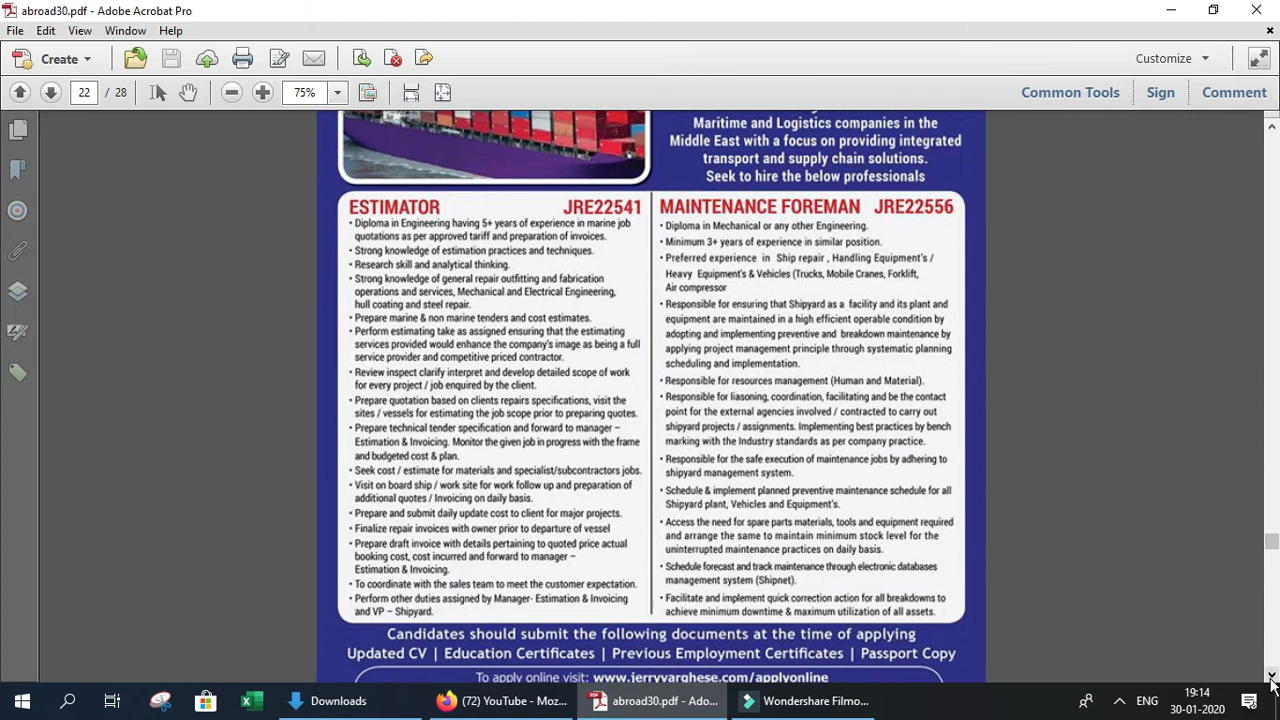 abroad30.pdf - Adobe Acrobat Pro
File Edit View Window Help
Create Customize
22 / 28 75% Common Tools Sign Comment
Maritime and Logistics companies in the
Middle East with a focus on providing integrated
transport and supply chain solutions.
Seek to hire the below professionals
ESTIMATOR JRE22541
• Diploma in Engineering having 5+ years of experience in marine job
quotations as per approved tariff and preparation of invoices.
• Strong knowledge of estimation practices and techniques.
• Research skill and analytical thinking.
• Strong knowledge of general repair outfitting and fabrication
operations and services, Mechanical and Electrical Engineering,
hull coating and steel repair.
• Prepare marine & non marine tenders and cost estimates.
• Perform estimating take as assigned ensuring that the estimating
services provided would enhance the company's image as being a full
service provider and competitive priced contractor.
• Review inspect clarify interpret and develop detailed scope of work
for every project / job enquired by the client.
• Prepare quotation based on clients repairs specifications, visit the
sites / vessels for estimating the job scope prior to preparing quotes.
• Prepare technical tender specification and forward to manager –
Estimation & Invoicing. Monitor the given job in progress with the frame
and budgeted cost & plan.
• Seek cost / estimate for materials and specialist/subcontractors jobs.
• Visit on board ship / work site for work follow up and preparation of
additional quotes / Invoicing on daily basis.
• Prepare and submit daily update cost to client for major projects.
• Finalize repair invoices with owner prior to departure of vessel
• Prepare draft invoice with details pertaining to quoted price actual
booking cost, cost incurred and forward to manager –
Estimation & Invoicing.
• To coordinate with the sales team to meet the customer expectation.
• Perform other duties assigned by Manager- Estimation & Invoicing
and VP – Shipyard.
MAINTENANCE FOREMAN JRE22556
• Diploma in Mechanical or any other Engineering.
• Minimum 3+ years of experience in similar position.
• Preferred experience in Ship repair , Handling Equipment's /
Heavy Equipment's & Vehicles (Trucks, Mobile Cranes, Forklift,
Air compressor
• Responsible for ensuring that Shipyard as a facility and its plant and
equipment are maintained in a high efficient operable condition by
adopting and implementing preventive and breakdown maintenance by
applying project management principle through systematic planning
scheduling and implementation.
• Responsible for resources management (Human and Material).
• Responsible for liasoning, coordination, facilitating and be the contact
point for the external agencies involved / contracted to carry out
shipyard projects / assignments. Implementing best practices by bench
marking with the Industry standards as per company practice.
• Responsible for the safe execution of maintenance jobs by adhering to
shipyard management system.
• Schedule & implement planned preventive maintenance schedule for all
Shipyard plant, Vehicles and Equipment's.
• Access the need for spare parts materials, tools and equipment required
and arrange the same to maintain minimum stock level for the
uninterrupted maintenance practices on daily basis.
• Schedule forecast and track maintenance through electronic databases
management system (Shipnet).
• Facilitate and implement quick correction action for all breakdowns to
achieve minimum downtime & maximum utilization of all assets.
Candidates should submit the following documents at the time of applying
Updated CV | Education Certificates | Previous Employment Certificates | Passport Copy
To apply online visit: www.jerryvarghese.com/applyonline
Downloads (72) YouTube - Moz... abroad30.pdf - Ado... Wondershare Filmo... ENG 19:14
30-01-2020